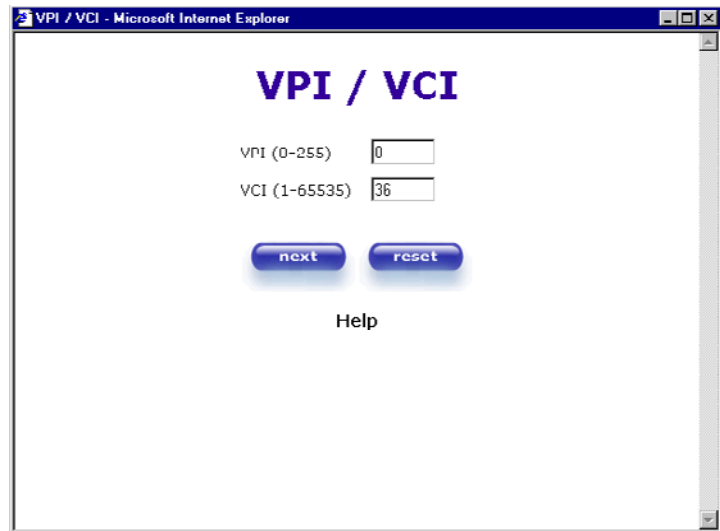 VPI / VCI - Microsoft Internet Explorer
VPI / VCI
VPI (0-255) 0
VCI (1-65535) 36
next reset
Help